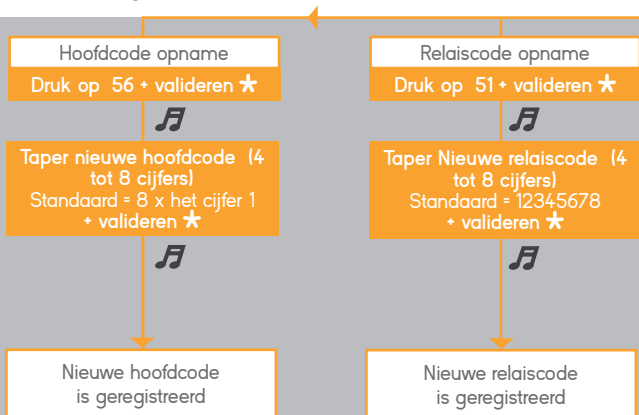 Hoofdcode opname
Druk op 56 + valideren *
Taper nieuwe hoofdcode (4
tot 8 cijfers)
Standaard = 8 x het cijfer 1
+ valideren *
Nieuwe hoofdcode
is geregistreerd
Relaiscode opname
Druk op 51 + valideren *
Taper Nieuwe relaiscode (4
tot 8 cijfers)
Standaard = 12345678
+ valideren *
Nieuwe relaiscode
is geregistreerd